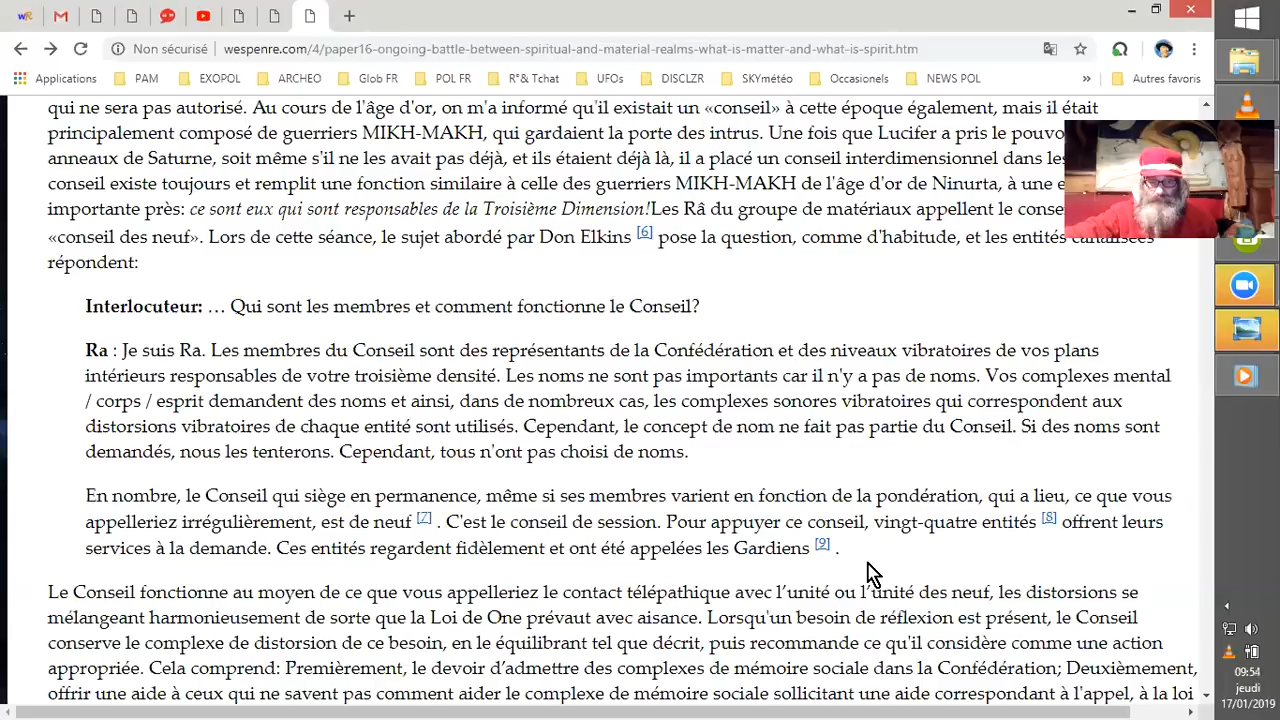 Non sécurisé
wespenre.com/4/paper16-ongoing-battle-between-spiritual-and-material-realms-what-is-matter-and-what-is-spirit.htm
Applications PAM EXOPOL ARCHEO Glob FR POL FR R°& Tchat UFOs DISCLZR SKYmétéo Occasionels NEWS POL » Autres favoris
qui ne sera pas autorisé. Au cours de l'âge d'or, on m'a informé qu'il existait un «conseil» à cette époque également, mais il était
principalement composé de guerriers MIKH-MAKH, qui gardaient la porte des intrus. Une fois que Lucifer a pris le pouvo
anneaux de Saturne, soit même s'il ne les avait pas déjà, et ils étaient déjà là, il a placé un conseil interdimensionnel dans les
conseil existe toujours et remplit une fonction similaire à celle des guerriers MIKH-MAKH de l'âge d'or de Ninurta, à une e
importante près: ce sont eux qui sont responsables de la Troisième Dimension!Les Râ du groupe de matériaux appellent le conse
«conseil des neuf». Lors de cette séance, le sujet abordé par Don Elkins [6] pose la question, comme d'habitude, et les entités canalisées
répondent:
Interlocuteur: … Qui sont les membres et comment fonctionne le Conseil?
Ra : Je suis Ra. Les membres du Conseil sont des représentants de la Confédération et des niveaux vibratoires de vos plans
intérieurs responsables de votre troisième densité. Les noms ne sont pas importants car il n'y a pas de noms. Vos complexes mental
/ corps / esprit demandent des noms et ainsi, dans de nombreux cas, les complexes sonores vibratoires qui correspondent aux
distorsions vibratoires de chaque entité sont utilisés. Cependant, le concept de nom ne fait pas partie du Conseil. Si des noms sont
demandés, nous les tenterons. Cependant, tous n'ont pas choisi de noms.
En nombre, le Conseil qui siège en permanence, même si ses membres varient en fonction de la pondération, qui a lieu, ce que vous
appelleriez irrégulièrement, est de neuf [7] . C'est le conseil de session. Pour appuyer ce conseil, vingt-quatre entités [8] offrent leurs
services à la demande. Ces entités regardent fidèlement et ont été appelées les Gardiens [9] .
Le Conseil fonctionne au moyen de ce que vous appelleriez le contact télépathique avec l'unité ou l'unité des neuf, les distorsions se
mélangeant harmonieusement de sorte que la Loi de One prévaut avec aisance. Lorsqu'un besoin de réflexion est présent, le Conseil
conserve le complexe de distorsion de ce besoin, en le équilibrant tel que décrit, puis recommande ce qu'il considère comme une action
appropriée. Cela comprend: Premièrement, le devoir d'admettre des complexes de mémoire sociale dans la Confédération; Deuxièmement,
offrir une aide à ceux qui ne savent pas comment aider le complexe de mémoire sociale sollicitant une aide correspondant à l'appel, à la loi
09:54
jeudi
17/01/2019